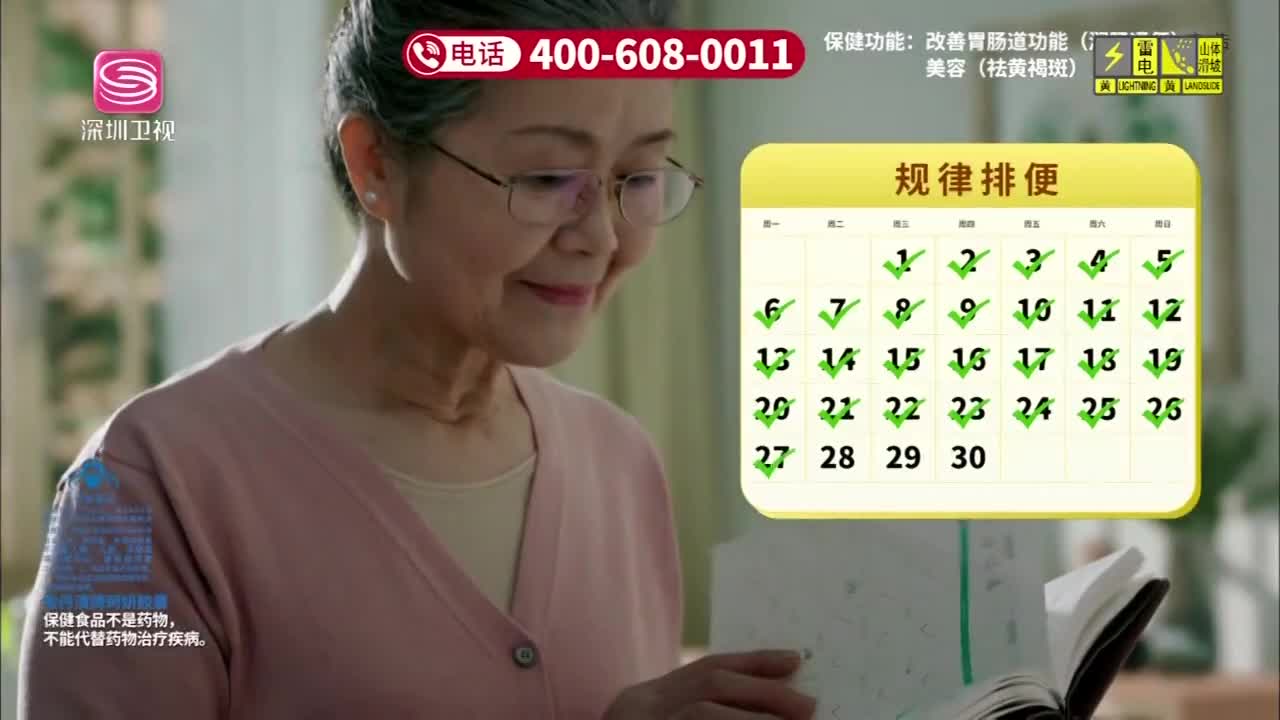 电话 400-608-0011
保健功能：改善胃肠道功能
美容（祛黄褐斑）
雷电
山体滑坡
黄 LIGHTNING
黄 LANDSLIDE
深圳卫视
规律排便
周一 周二 周三 周四 周五 周六 周日
1 2 3 4 5
6 7 8 9 10 11 12
13 14 15 16 17 18 19
20 21 22 23 24 25 26
27 28 29 30
保健食品不是药物，
不能代替药物治疗疾病。